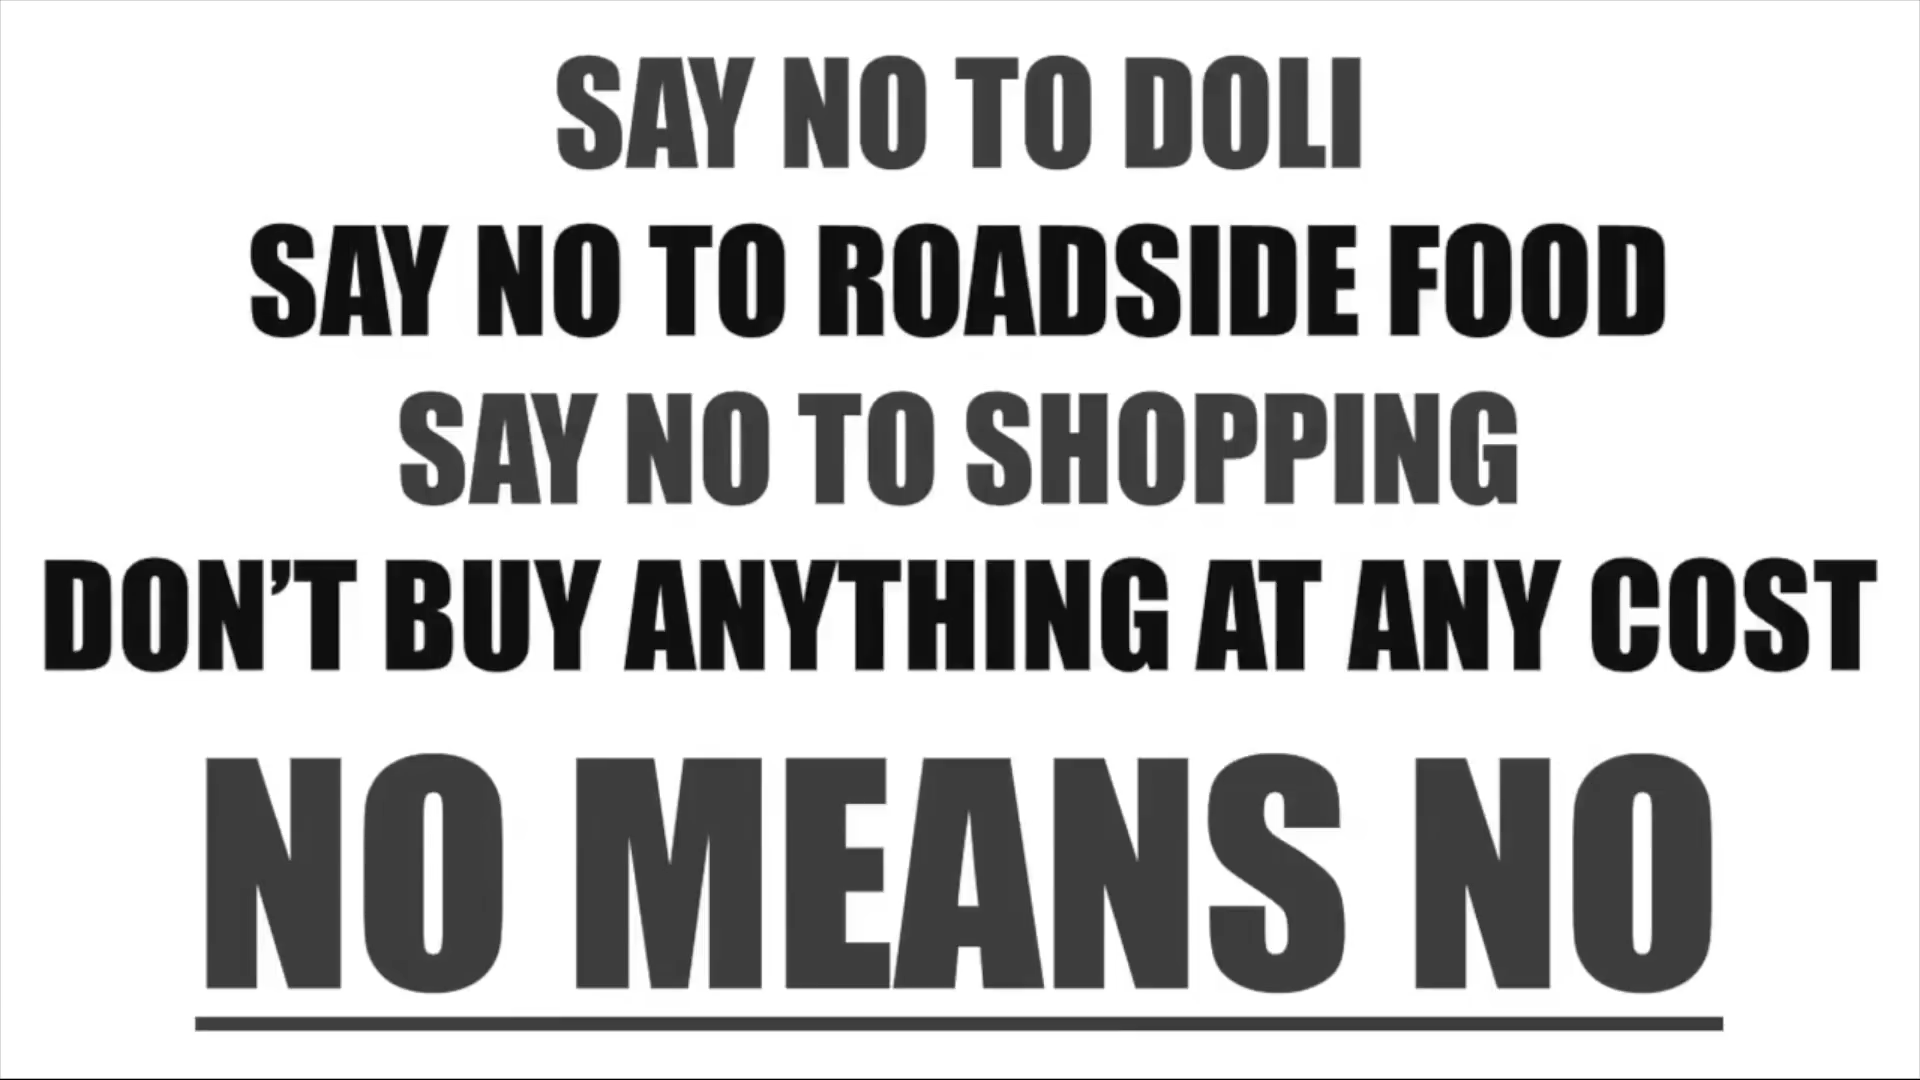 SAY NO TO DOLI
SAY NO TO ROADSIDE FOOD
SAY NO TO SHOPPING
DON’T BUY ANYTHING AT ANY COST
NO MEANS NO